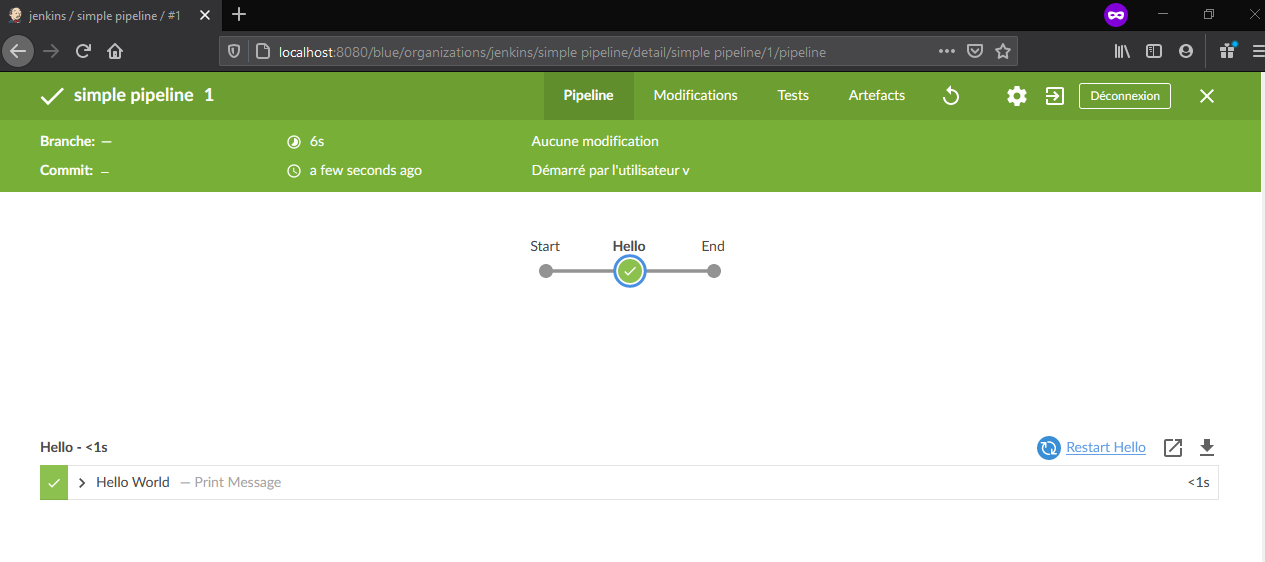 jenkins / simple pipeline / #1
localhost:8080/blue/organizations/jenkins/simple pipeline/detail/simple pipeline/1/pipeline
simple pipeline 1
Pipeline
Modifications
Tests
Artefacts
Déconnexion
Branche: —
6s
Aucune modification
Commit: –
a few seconds ago
Démarré par l'utilisateur v
Start
Hello
End
Hello - <1s
Restart Hello
Hello World — Print Message
<1s